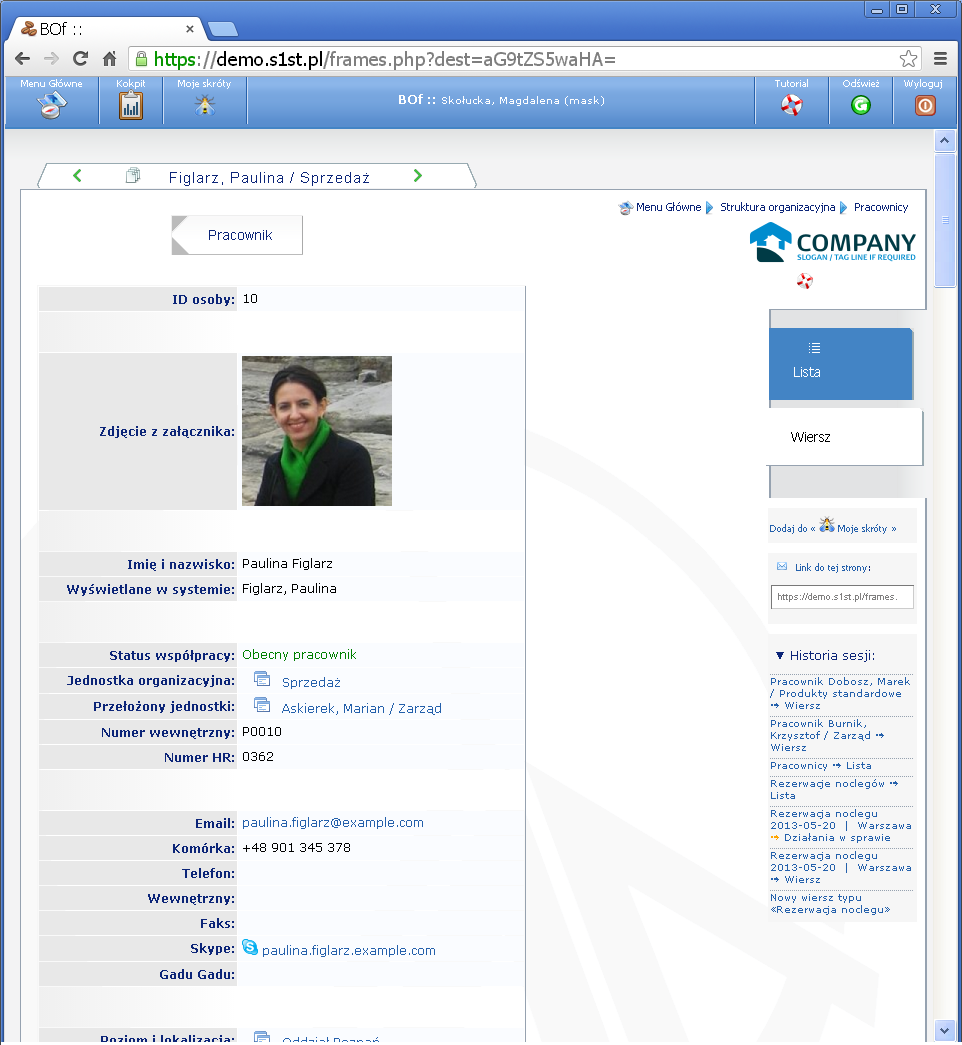 BOf ::
https://demo.s1st.pl/frames.php?dest=aG9tZS5waHA=
Menu Główne
Kokpit
Moje skróty
BOf :: Skołucka, Magdalena (mask)
Tutorial
Odśwież
Wyloguj
Figlarz, Paulina / Sprzedaż
Menu Główne Struktura organizacyjna Pracownicy
Pracownik
COMPANY
SLOGAN / TAG LINE IF REQUIRED
ID osoby: 10
Zdjęcie z załącznika:
Imię i nazwisko: Paulina Figlarz
Wyświetlane w systemie: Figlarz, Paulina
Status współpracy: Obecny pracownik
Jednostka organizacyjna: Sprzedaż
Przełożony jednostki: Askierek, Marian / Zarząd
Numer wewnętrzny: P0010
Numer HR: 0362
Email: paulina.figlarz@example.com
Komórka: +48 901 345 378
Telefon:
Wewnętrzny:
Faks:
Skype: paulina.figlarz.example.com
Gadu Gadu:
Poziom i lokalizacja: Oddział Poznań
Lista
Wiersz
Dodaj do « Moje skróty »
Link do tej strony:
https://demo.s1st.pl/frames.
▼ Historia sesji:
Pracownik Dobosz, Marek
/ Produkty standardowe
➙ Wiersz
Pracownik Burnik,
Krzysztof / Zarząd ➙
Wiersz
Pracownicy ➙ Lista
Rezerwacje noclegów ➙
Lista
Rezerwacja noclegu
2013-05-20 | Warszawa
➙ Działania w sprawie
Rezerwacja noclegu
2013-05-20 | Warszawa
➙ Wiersz
Nowy wiersz typu
«Rezerwacja noclegu»